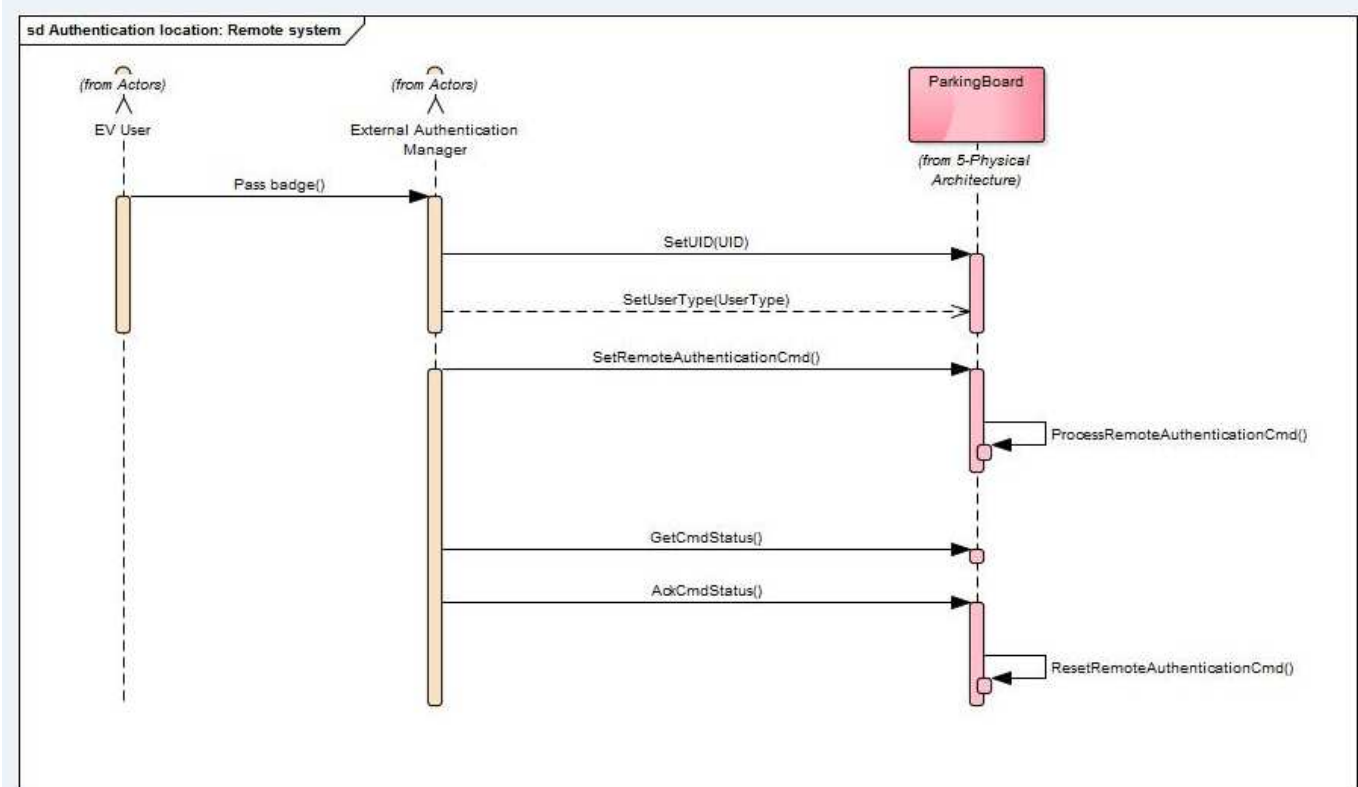 sd Authentication location: Remote system
(from Actors)
EV User
(from Actors)
External Authentication
Manager
ParkingBoard
(from 5-Physical
Architecture)
Pass badge()
SetUID(UID)
SetUserType(UserType)
SetRemoteAuthenticationCmd()
ProcessRemoteAuthenticationCmd()
GetCmdStatus()
AckCmdStatus()
ResetRemoteAuthenticationCmd()